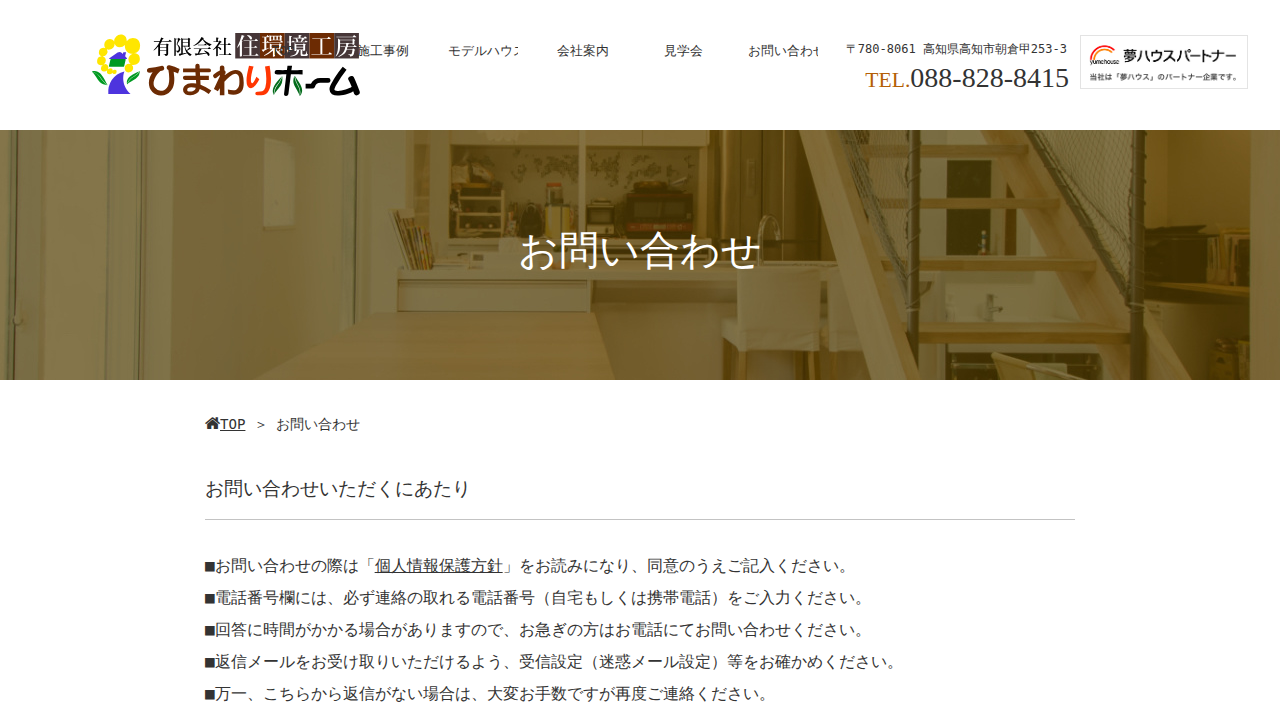 有限会社 住環境工房
ひまわりホーム
施工事例 モデルハウス 会社案内 見学会 お問い合わせ
〒780-8061 高知県高知市朝倉甲253-3
TEL.088-828-8415
yumehouse 夢ハウスパートナー
当社は「夢ハウス」のパートナー企業です。
お問い合わせ
TOP ＞ お問い合わせ
お問い合わせいただくにあたり
■お問い合わせの際は「個人情報保護方針」をお読みになり、同意のうえご記入ください。
■電話番号欄には、必ず連絡の取れる電話番号（自宅もしくは携帯電話）をご入力ください。
■回答に時間がかかる場合がありますので、お急ぎの方はお電話にてお問い合わせください。
■返信メールをお受け取りいただけるよう、受信設定（迷惑メール設定）等をお確かめください。
■万一、こちらから返信がない場合は、大変お手数ですが再度ご連絡ください。